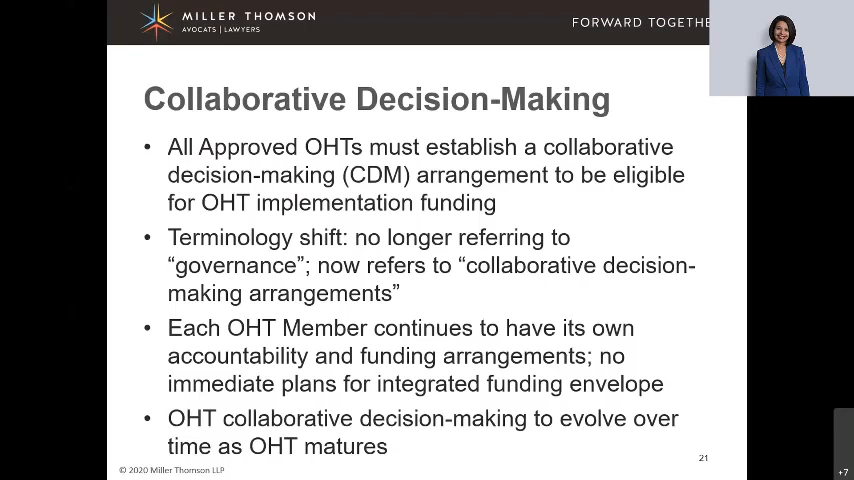 MILLER THOMSON
AVOCATS | LAWYERS
FORWARD TOGETHE
Collaborative Decision-Making
• All Approved OHTs must establish a collaborative
decision-making (CDM) arrangement to be eligible
for OHT implementation funding
• Terminology shift: no longer referring to
“governance”; now refers to “collaborative decision-
making arrangements”
• Each OHT Member continues to have its own
accountability and funding arrangements; no
immediate plans for integrated funding envelope
• OHT collaborative decision-making to evolve over
time as OHT matures
21
© 2020 Miller Thomson LLP
+7